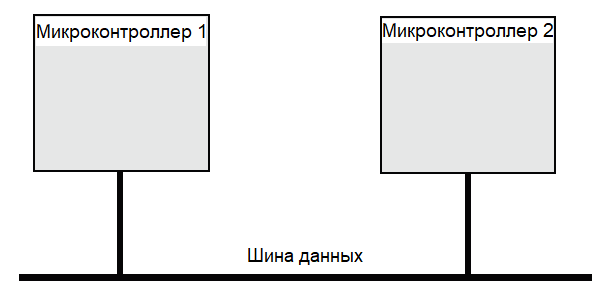 Микроконтроллер 1
Микроконтроллер 2
Шина данных